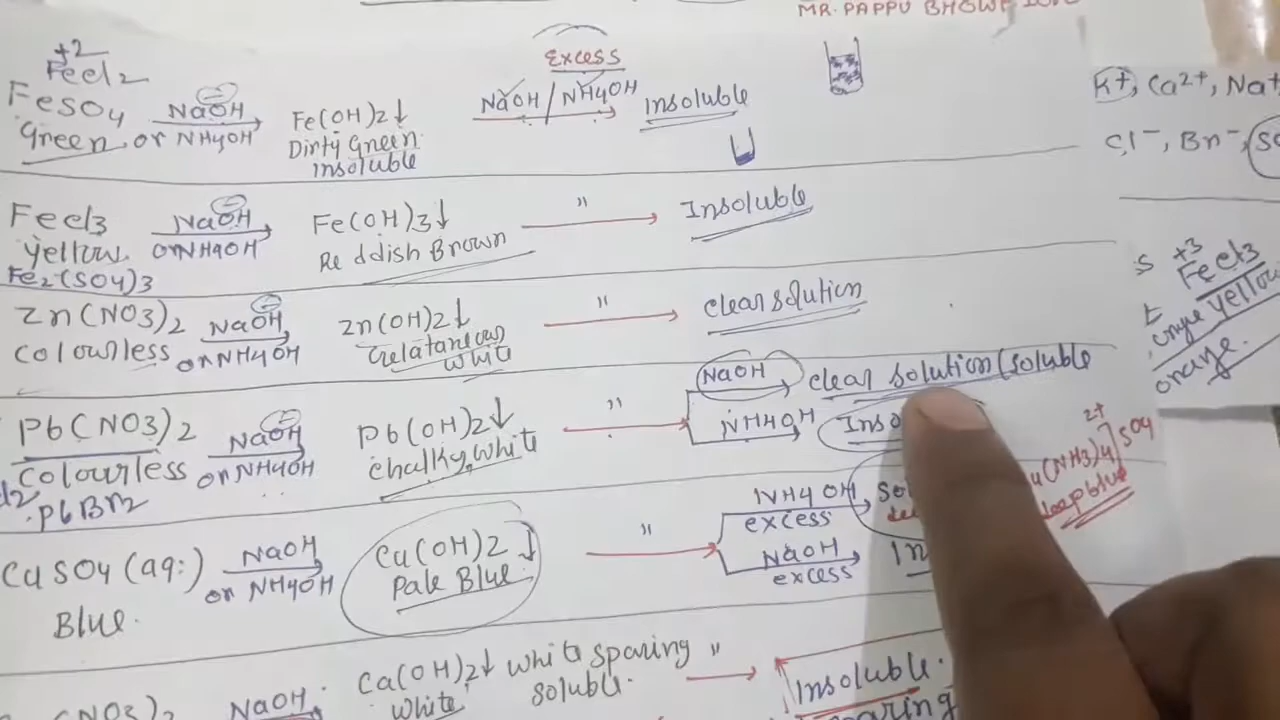 MR. PAPPU
+2
FeCl2
FeSO4
Green
NaOH
or NH4OH
Fe(OH)2↓
Dirty Green
insoluble
Excess
NaOH / NH4OH
insoluble
FeCl3
yellow
Fe2(SO4)3
NaOH
or NH4OH
Fe(OH)3↓
Reddish Brown
"
Insoluble
Zn(NO3)2
Colourless
NaOH
or NH4OH
Zn(OH)2↓
Gelataneous
white
"
clear solution
Pb(NO3)2
Colourless
PbBr2
NaOH
or NH4OH
Pb(OH)2↓
chalky white
"
NaOH
clear solution (soluble
NH4OH
CuSO4 (aq:)
Blue.
NaOH
or NH4OH
Cu(OH)2↓
Pale Blue.
"
NH4OH
excess
NaOH
excess
2+
(NH3)4]SO4
NaOH.
Ca(OH)2↓ white sparing
white soluble.
"
Insoluble.
K+, Ca2+, Na+
Cl-, Br-,
+3
FeCl3
orange.